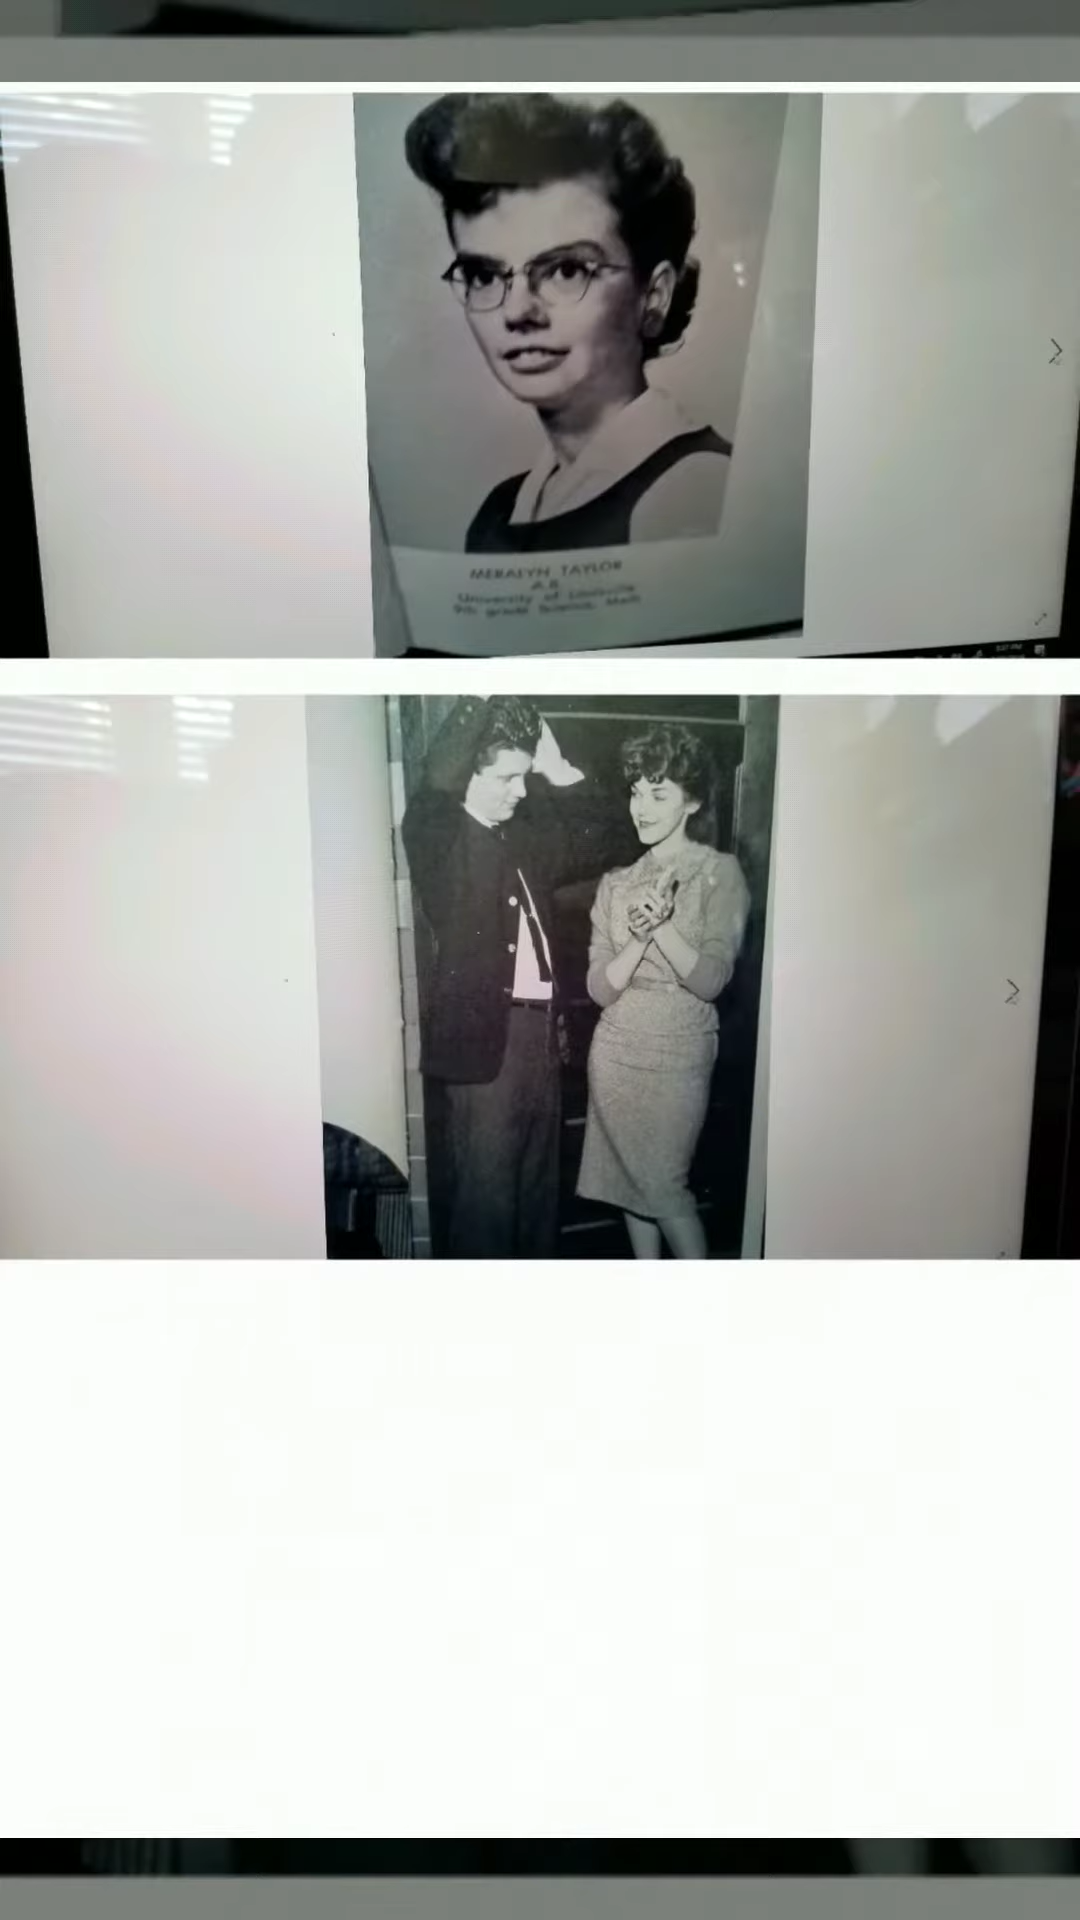 MERALYN TAYLOR
A.B.
University of Louisville
9th grade Science, Math